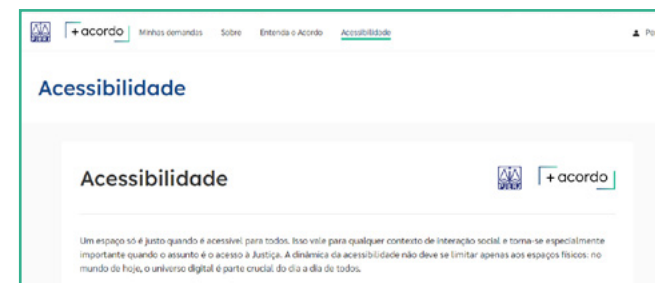 +acordo Minhas demandas Sobre Entenda o Acordo Acessibilidade
Acessibilidade
Acessibilidade
+acordo
Um espaço só é justo quando é acessível para todos. Isso vale para qualquer contexto de interação social e torna-se especialmente
importante quando o assunto é o acesso à Justiça. A dinâmica da acessibilidade não deve se limitar apenas aos espaços físicos: no
mundo de hoje, o universo digital é parte crucial do dia a dia de todos.